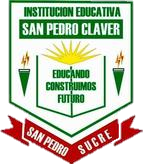 INSTITUCION EDUCATIVA
SAN PEDRO CLAVER
EDUCANDO
CONSTRUIMOS
FUTURO
SAN PEDRO SUCRE